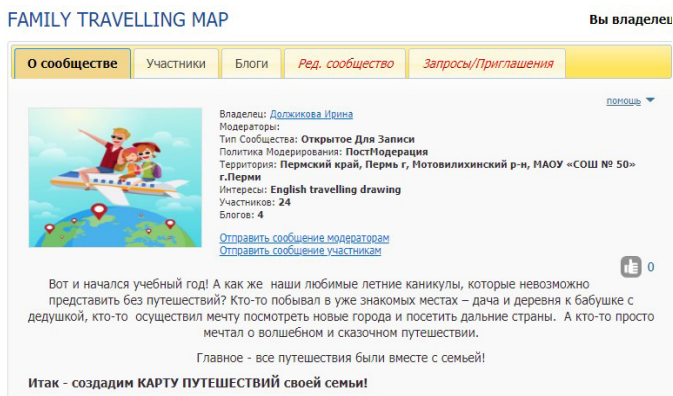 FAMILY TRAVELLING MAP
Вы владелец
О сообществе
Участники
Блоги
Ред. сообщество
Запросы/Приглашения
помощь
Владелец: Должикова Ирина
Модераторы:
Тип Сообщества: Открытое Для Записи
Политика Модерирования: ПостМодерация
Территория: Пермский край, Пермь г, Мотовилихинский р-н, МАОУ «СОШ № 50»
г.Перми
Интересы: English travelling drawing
Участников: 24
Блогов: 4
Отправить сообщение модераторам
Отправить сообщение участникам
0
Вот и начался учебный год! А как же наши любимые летние каникулы, которые невозможно
представить без путешествий? Кто-то побывал в уже знакомых местах – дача и деревня к бабушке с
дедушкой, кто-то осуществил мечту посмотреть новые города и посетить дальние страны. А кто-то просто
мечтал о волшебном и сказочном путешествии.
Главное - все путешествия были вместе с семьей!
Итак - создадим КАРТУ ПУТЕШЕСТВИЙ своей семьи!